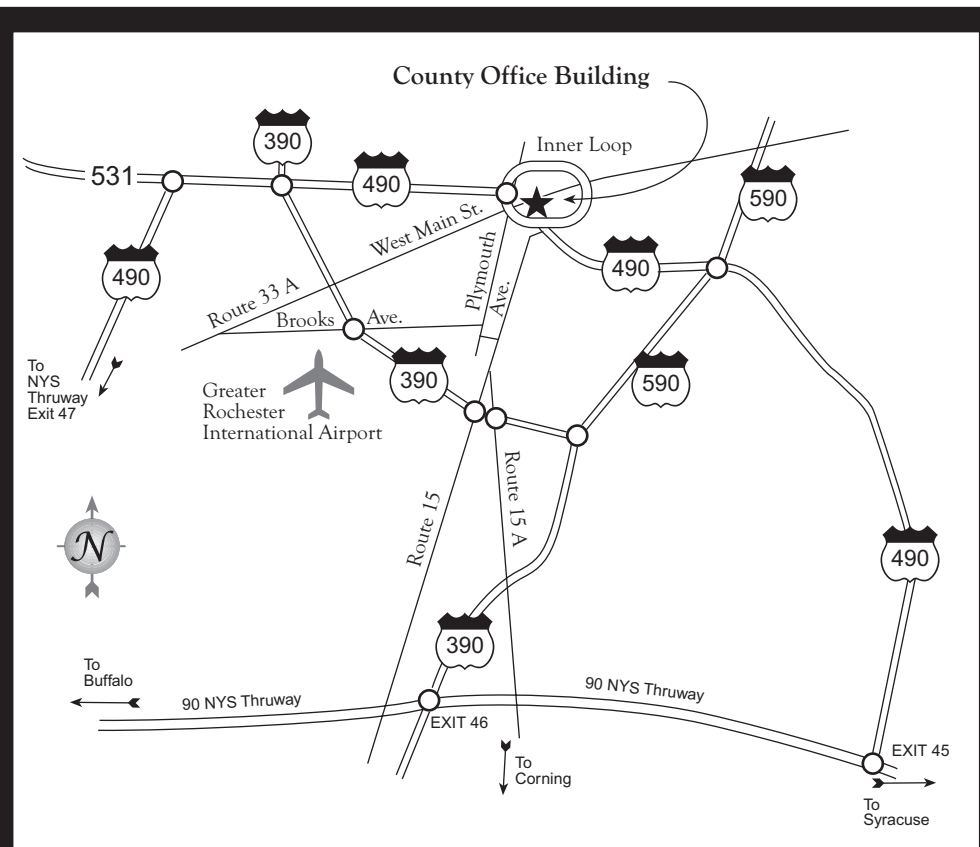 County Office Building
390
Inner Loop
531
490
590
West Main St.
Plymouth
Ave.
490
490
Route 33 A
Brooks Ave.
To
NYS
Thruway
Exit 47
390
590
Greater
Rochester
International Airport
Route 15
Route 15 A
N
490
390
To
Buffalo
90 NYS Thruway
90 NYS Thruway
EXIT 46
EXIT 45
To
Corning
To
Syracuse